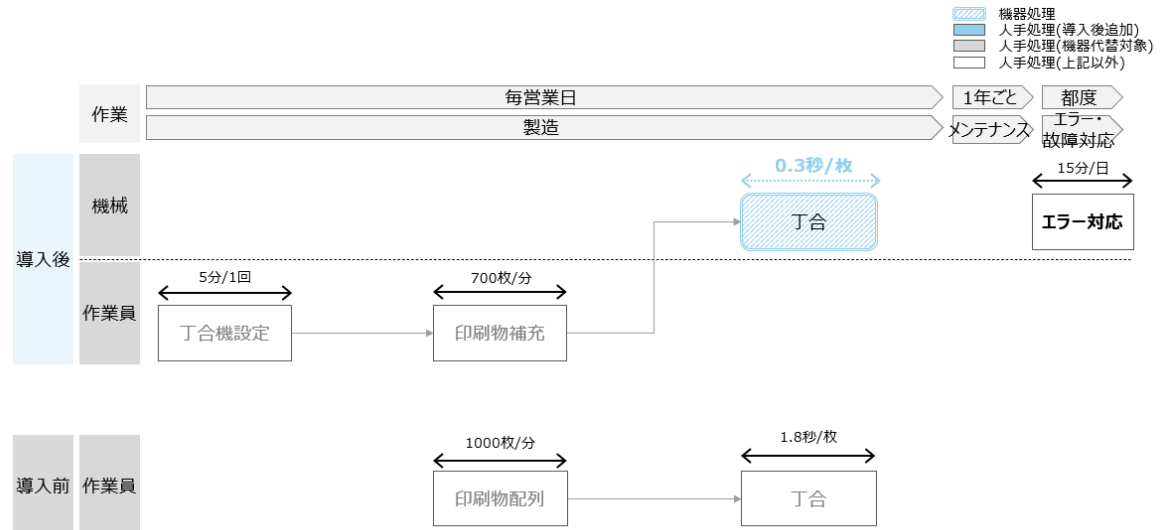 機器処理
人手処理(導入後追加)
人手処理(機器代替対象)
人手処理(上記以外)
作業
毎営業日
1年ごと
都度
製造
メンテナンス
エラー・
故障対応
導入後
機械
0.3秒/枚
丁合
15分/日
エラー対応
作業員
5分/1回
丁合機設定
700枚/分
印刷物補充
導入前
作業員
1000枚/分
印刷物配列
1.8秒/枚
丁合